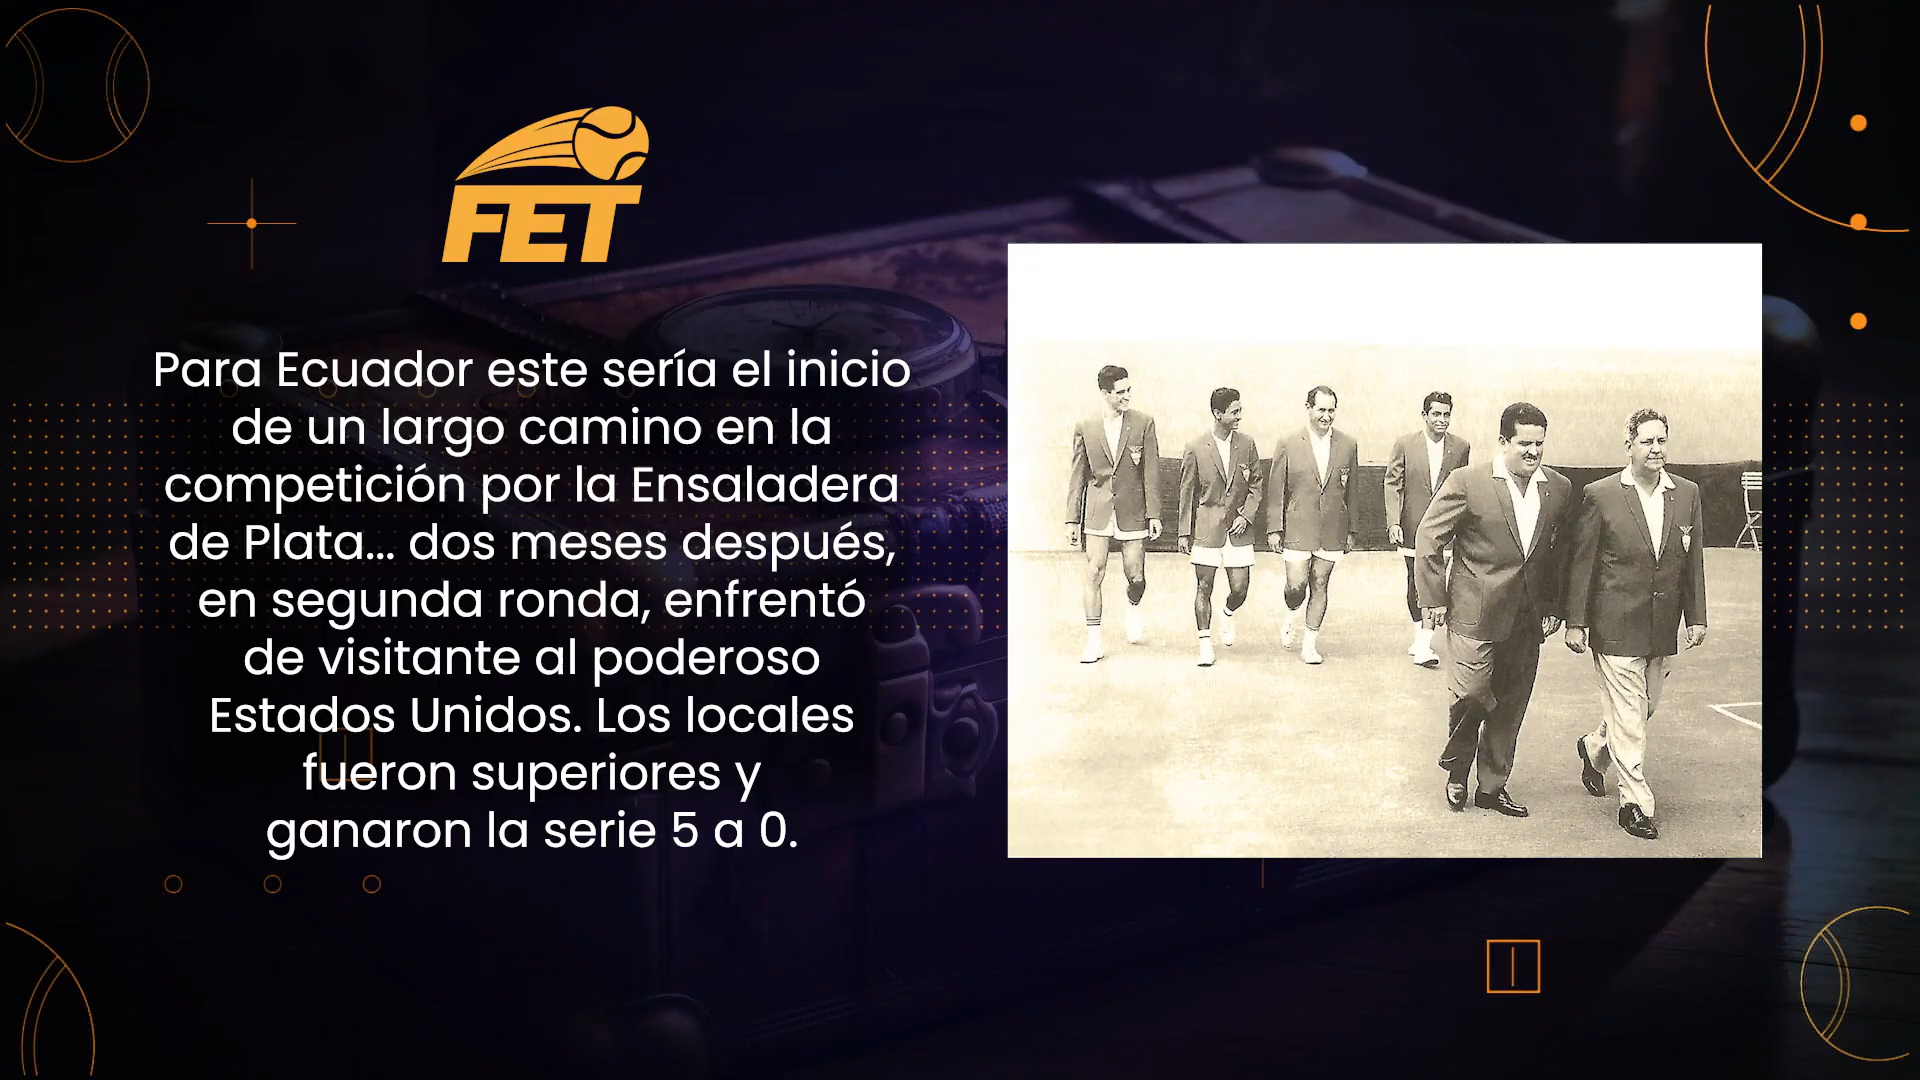 FET
Para Ecuador este sería el inicio
de un largo camino en la
competición por la Ensaladera
de Plata... dos meses después,
en segunda ronda, enfrentó
de visitante al poderoso
Estados Unidos. Los locales
fueron superiores y
ganaron la serie 5 a 0.